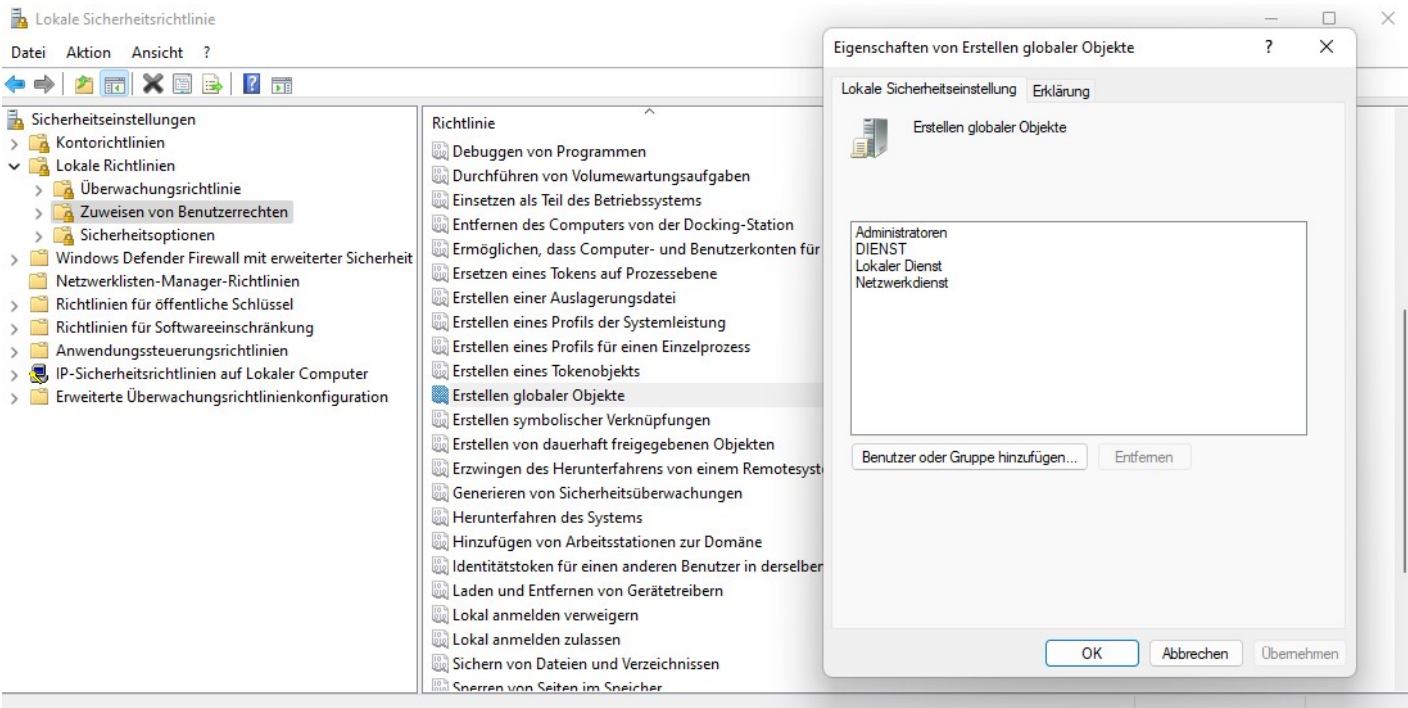 Lokale Sicherheitsrichtlinie
Datei Aktion Ansicht ?
Sicherheitseinstellungen
Kontorichtlinien
Lokale Richtlinien
Überwachungsrichtlinie
Zuweisen von Benutzerrechten
Sicherheitsoptionen
Windows Defender Firewall mit erweiterter Sicherheit
Netzwerklisten-Manager-Richtlinien
Richtlinien für öffentliche Schlüssel
Richtlinien für Softwareeinschränkung
Anwendungssteuerungsrichtlinien
IP-Sicherheitsrichtlinien auf Lokaler Computer
Erweiterte Überwachungsrichtlinienkonfiguration
Richtlinie
Debuggen von Programmen
Durchführen von Volumewartungsaufgaben
Einsetzen als Teil des Betriebssystems
Entfernen des Computers von der Docking-Station
Ermöglichen, dass Computer- und Benutzerkonten für
Ersetzen eines Tokens auf Prozessebene
Erstellen einer Auslagerungsdatei
Erstellen eines Profils der Systemleistung
Erstellen eines Profils für einen Einzelprozess
Erstellen eines Tokenobjekts
Erstellen globaler Objekte
Erstellen symbolischer Verknüpfungen
Erstellen von dauerhaft freigegebenen Objekten
Erzwingen des Herunterfahrens von einem Remotesyst
Generieren von Sicherheitsüberwachungen
Herunterfahren des Systems
Hinzufügen von Arbeitsstationen zur Domäne
Identitätstoken für einen anderen Benutzer in derselber
Laden und Entfernen von Gerätetreibern
Lokal anmelden verweigern
Lokal anmelden zulassen
Sichern von Dateien und Verzeichnissen
Sperren von Seiten im Speicher
Eigenschaften von Erstellen globaler Objekte ?
Lokale Sicherheitseinstellung Erklärung
Erstellen globaler Objekte
Administratoren
DIENST
Lokaler Dienst
Netzwerkdienst
Benutzer oder Gruppe hinzufügen... Entfernen
OK Abbrechen Übernehmen